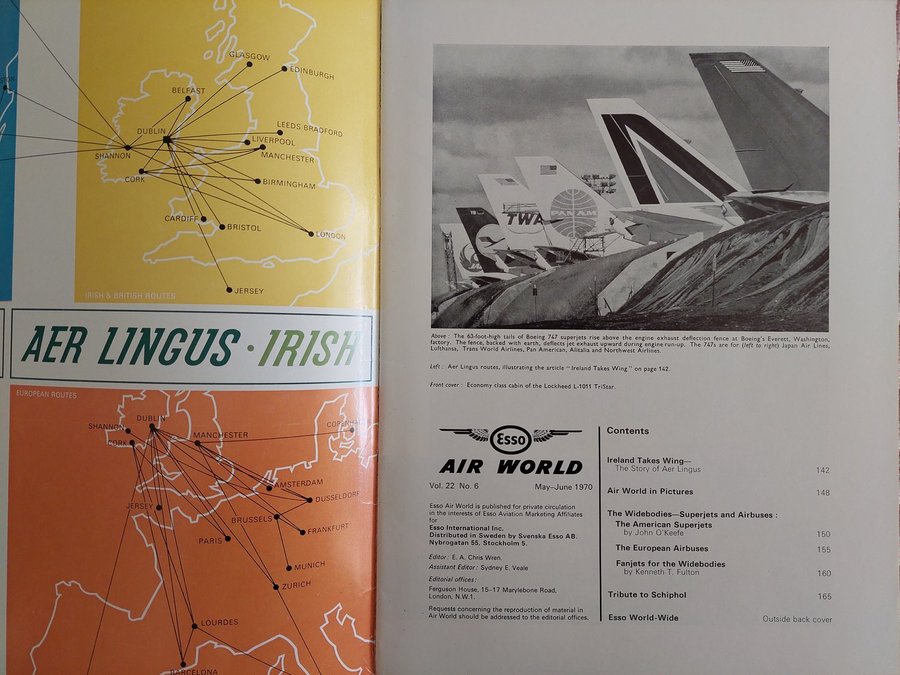 GLASGOW
EDINBURGH
BELFAST
LEEDS BRADFORD
DUBLIN
LIVERPOOL
SHANNON
MANCHESTER
CORK
BIRMINGHAM
CARDIFF
BRISTOL
LONDON
JERSEY
IRISH & BRITISH ROUTES
AER LINGUS · IRISH
EUROPEAN ROUTES
DUBLIN
SHANNON
MANCHESTER
CORK
AMSTERDAM
DUSSELDORF
JERSEY
BRUSSELS
FRANKFURT
PARIS
MUNICH
ZURICH
LOURDES
BARCELONA
TWA
PAN AM
Above : The 63-foot-high tails of Boeing 747 superjets rise above the engine exhaust deflection fence at Boeing's Everett, Washington,
factory. The fence, backed with earth, deflects jet exhaust upward during engine run-up. The 747s are for (left to right) Japan Air Lines,
Lufthansa, Trans World Airlines, Pan American, Alitalia and Northwest Airlines.
Left : Aer Lingus routes, illustrating the article "Ireland Takes Wing" on page 142.
Front cover : Economy class cabin of the Lockheed L-1011 TriStar.
Esso
AIR WORLD
Vol. 22 No. 6 May–June 1970
Esso Air World is published for private circulation
in the interests of Esso Aviation Marketing Affiliates
for
Esso International Inc.
Distributed in Sweden by Svenska Esso AB.
Nybrogatan 55, Stockholm 5.
Editor: E. A. Chris Wren.
Assistant Editor: Sydney E. Veale
Editorial offices:
Ferguson House, 15–17 Marylebone Road,
London, N.W.1.
Requests concerning the reproduction of material in
Air World should be addressed to the editorial offices.
Contents
Ireland Takes Wing—
The Story of Aer Lingus 142
Air World in Pictures 148
The Widebodies—Superjets and Airbuses :
The American Superjets
by John O'Keefe 150
The European Airbuses 155
Fanjets for the Widebodies
by Kenneth T. Fulton 160
Tribute to Schiphol 165
Esso World-Wide Outside back cover